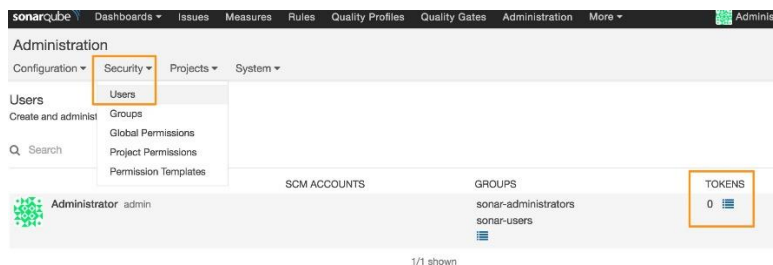 sonarqube Dashboards Issues Measures Rules Quality Profiles Quality Gates Administration More Adminis
Administration
Configuration Security Projects System
Users
Users
Create and administ
Groups
Global Permissions
Search
Project Permissions
Permission Templates
SCM ACCOUNTS GROUPS TOKENS
Administrator admin sonar-administrators 0
sonar-users
1/1 shown